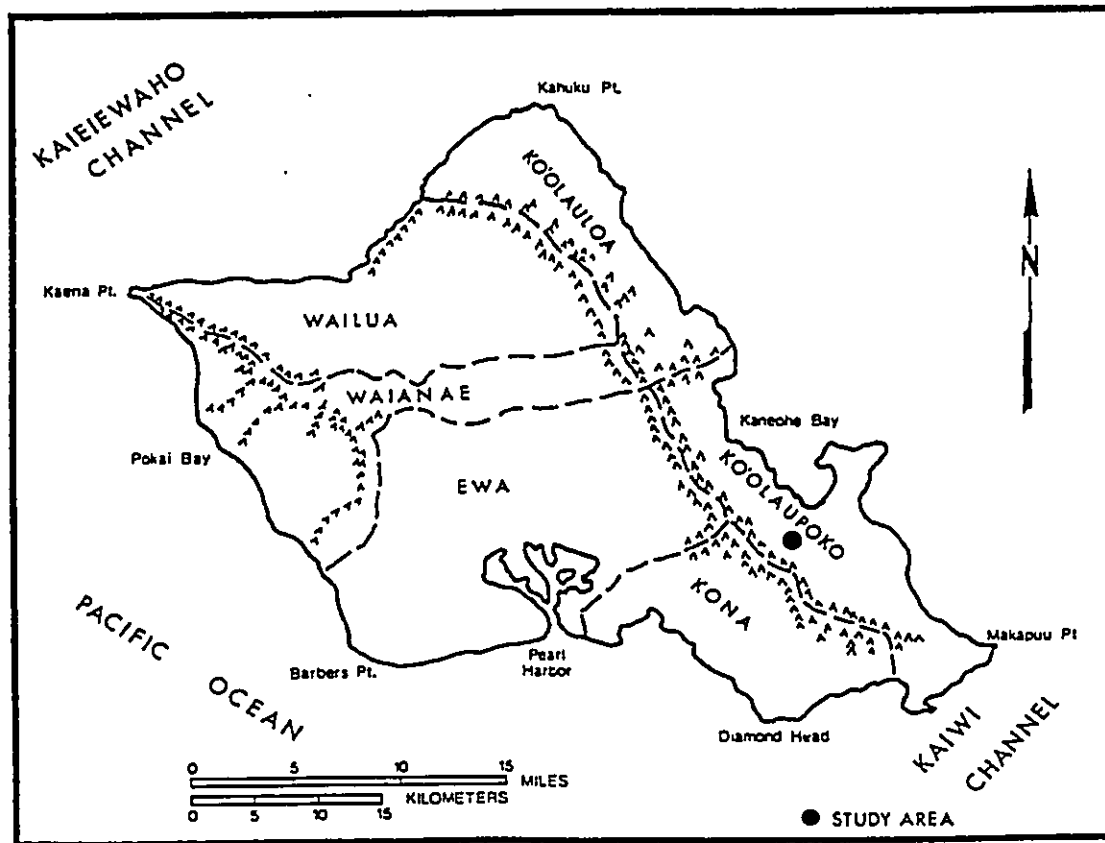 KAIEIEWAHO
CHANNEL
Kahuku Pt.
KO'OLAULOA
N
Kaena Pt.
WAILUA
WAIANAE
Kaneohe Bay
Pokai Bay
EWA
KO'OLAUPOKO
KONA
PACIFIC
OCEAN
Barbers Pt.
Pearl
Harbor
Makapuu Pt
Diamond Head
KAIWI
CHANNEL
0 5 10 15
MILES
KILOMETERS
0 5 10 15
STUDY AREA